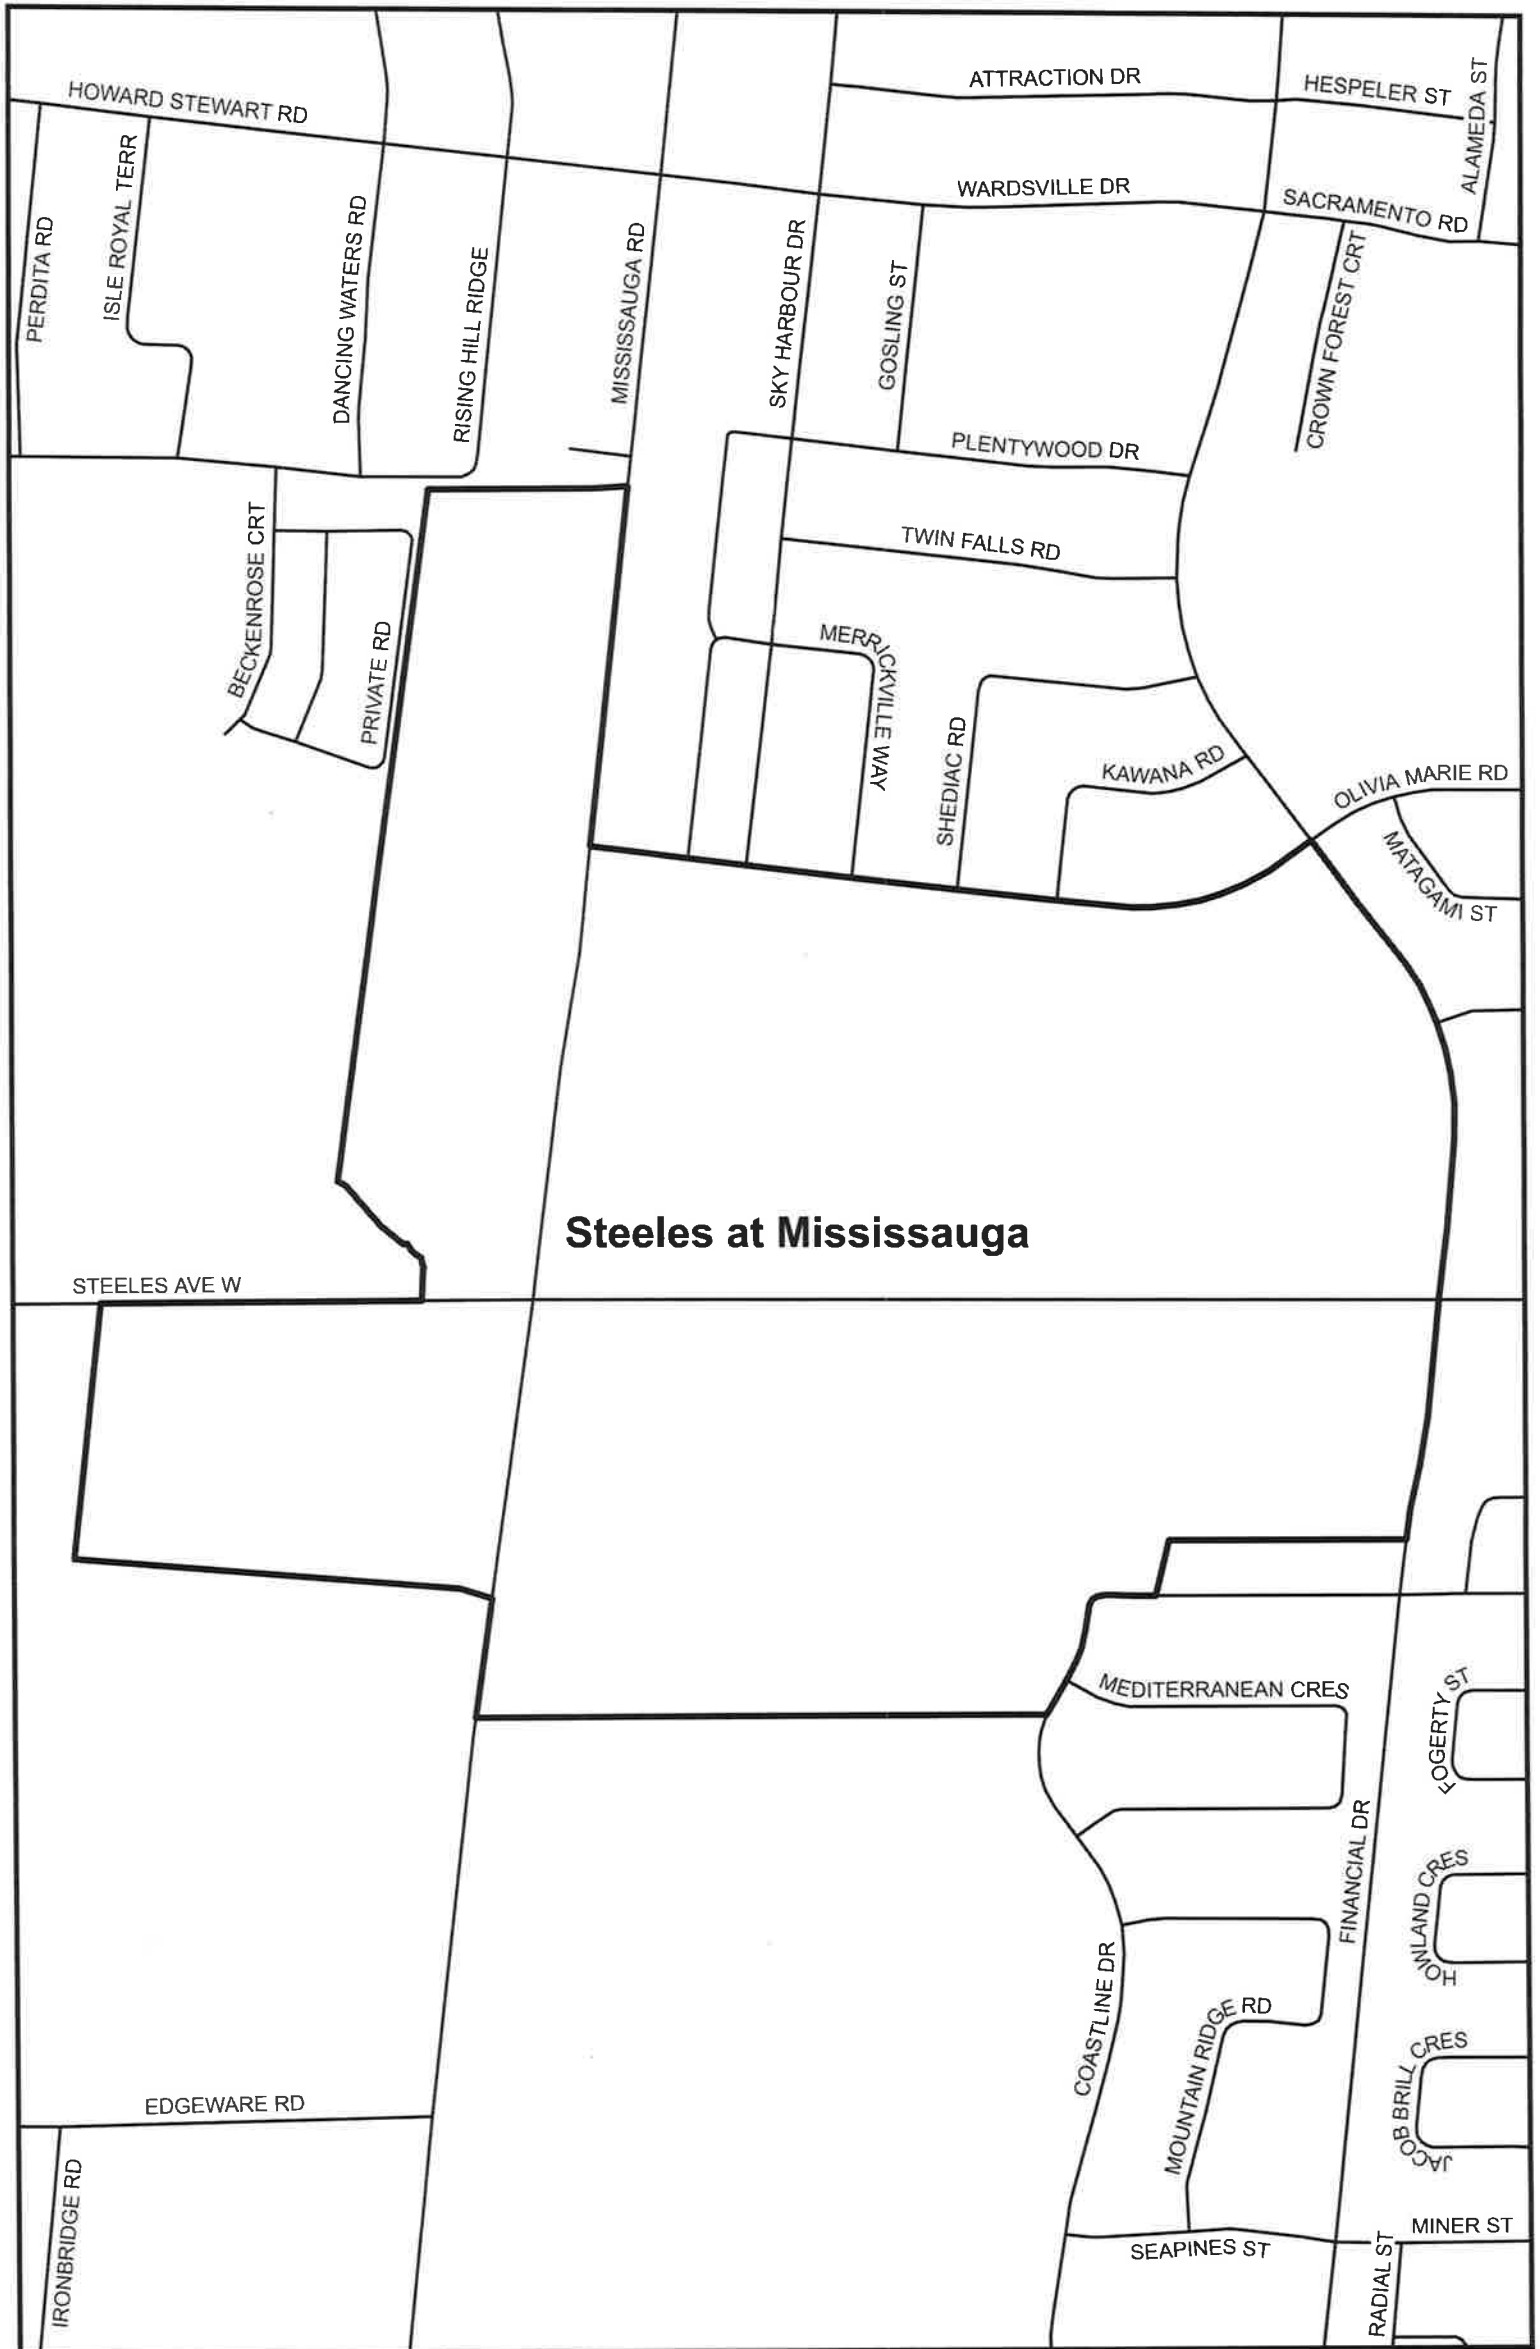 ATTRACTION DR
HESPELER ST
ALAMEDA ST
HOWARD STEWART RD
WARDSVILLE DR
SACRAMENTO RD
PERDITA RD
ISLE ROYAL TERR
DANCING WATERS RD
RISING HILL RIDGE
MISSISSAUGA RD
SKY HARBOUR DR
GOSLING ST
CROWN FOREST CRT
PLENTYWOOD DR
TWIN FALLS RD
BECKENROSE CRT
PRIVATE RD
MERRICKVILLE WAY
SHEDIAC RD
KAWANA RD
OLIVIA MARIE RD
MATAGAMI ST
Steeles at Mississauga
STEELES AVE W
MEDITERRANEAN CRES
FOGERTY ST
FINANCIAL DR
HOWLAND CRES
COASTLINE DR
MOUNTAIN RIDGE RD
JACOB BRILL CRES
EDGEWARE RD
IRONBRIDGE RD
SEAPINES ST
MINER ST
RADIAL ST